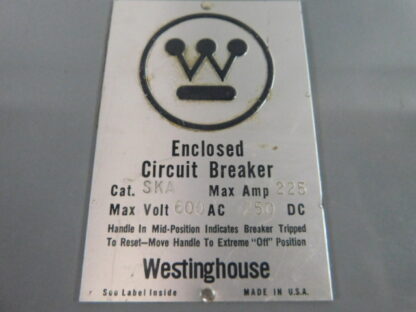 W
Enclosed
Circuit Breaker
Cat. SKA Max Amp 225
Max Volt 600 AC 250 DC
Handle In Mid-Position Indicates Breaker Tripped
To Reset—Move Handle To Extreme "Off" Position
Westinghouse
See Label Inside MADE IN U.S.A.